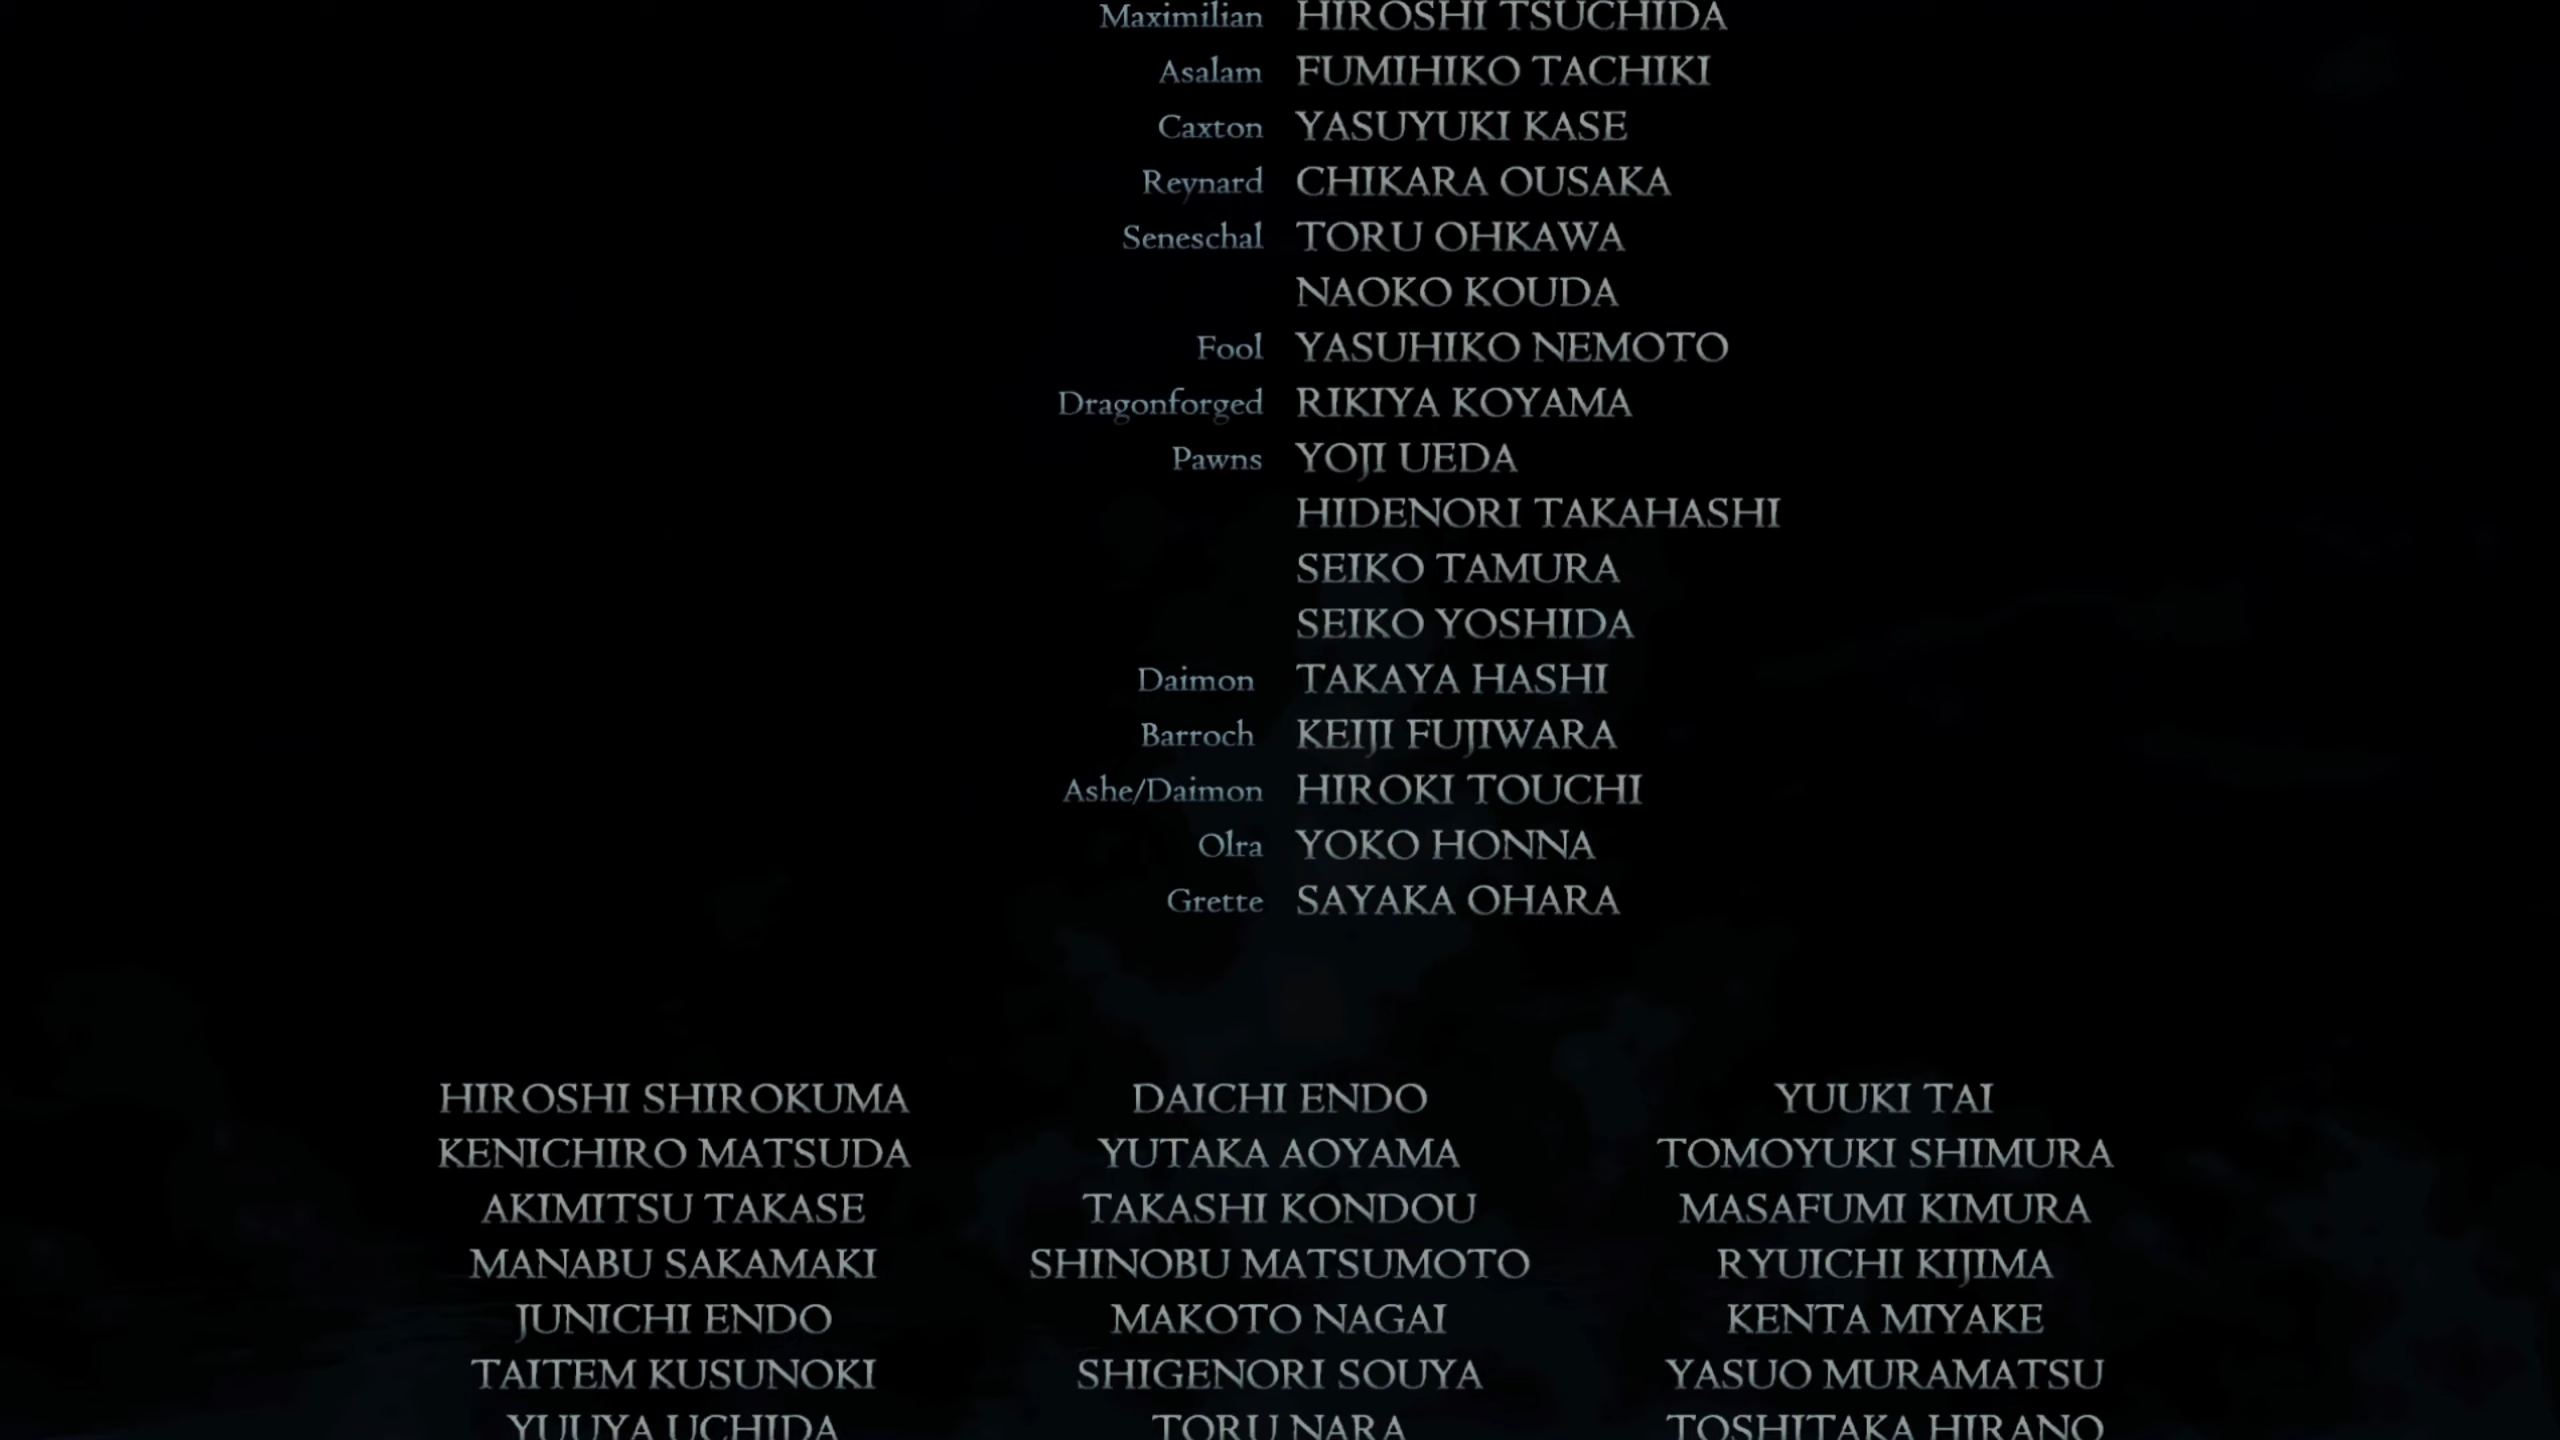 Maximilian HIROSHI TSUCHIDA
Asalam FUMIHIKO TACHIKI
Caxton YASUYUKI KASE
Reynard CHIKARA OUSAKA
Seneschal TORU OHKAWA
NAOKO KOUDA
Fool YASUHIKO NEMOTO
Dragonforged RIKIYA KOYAMA
Pawns YOJI UEDA
HIDENORI TAKAHASHI
SEIKO TAMURA
SEIKO YOSHIDA
Daimon TAKAYA HASHI
Barroch KEIJI FUJIWARA
Ashe/Daimon HIROKI TOUCHI
Olra YOKO HONNA
Grette SAYAKA OHARA
HIROSHI SHIROKUMA DAICHI ENDO YUUKI TAI
KENICHIRO MATSUDA YUTAKA AOYAMA TOMOYUKI SHIMURA
AKIMITSU TAKASE TAKASHI KONDOU MASAFUMI KIMURA
MANABU SAKAMAKI SHINOBU MATSUMOTO RYUICHI KIJIMA
JUNICHI ENDO MAKOTO NAGAI KENTA MIYAKE
TAITEM KUSUNOKI SHIGENORI SOUYA YASUO MURAMATSU
YUUYA UCHIDA TORU NARA TOSHITAKA HIRANO